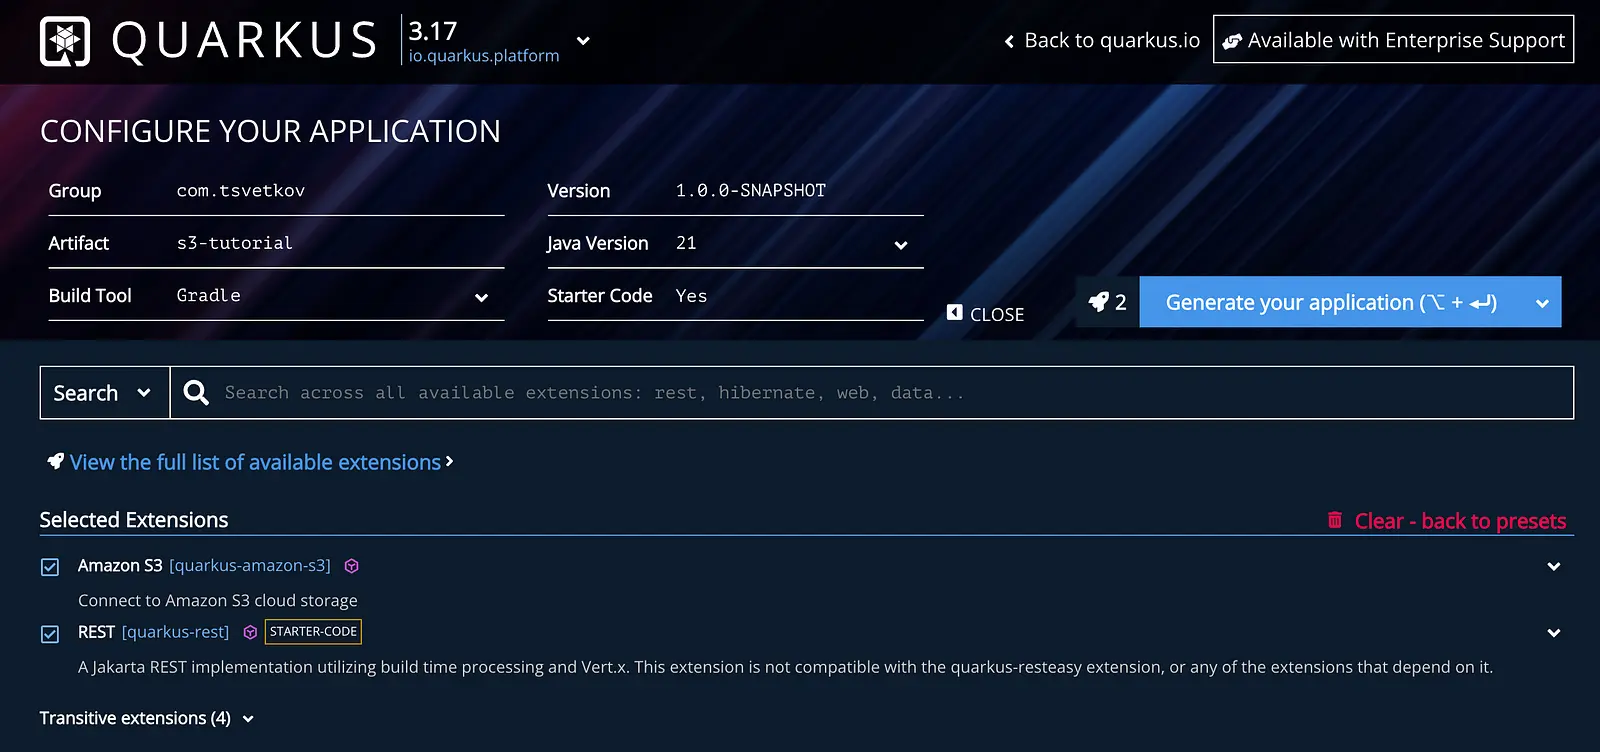 QUARKUS 3.17
io.quarkus.platform
Back to quarkus.io
Available with Enterprise Support
CONFIGURE YOUR APPLICATION
Group com.tsvetkov
Version 1.0.0-SNAPSHOT
Artifact s3-tutorial
Java Version 21
Build Tool Gradle
Starter Code Yes
CLOSE
2
Generate your application (⌥ + ↵)
Search
Search across all available extensions: rest, hibernate, web, data...
View the full list of available extensions
Selected Extensions
Clear - back to presets
Amazon S3 [quarkus-amazon-s3]
Connect to Amazon S3 cloud storage
REST [quarkus-rest] STARTER-CODE
A Jakarta REST implementation utilizing build time processing and Vert.x. This extension is not compatible with the quarkus-resteasy extension, or any of the extensions that depend on it.
Transitive extensions (4)